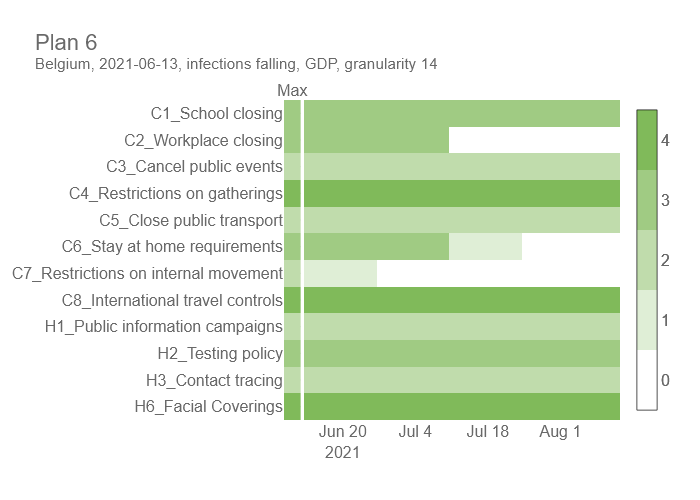 Plan 6
Belgium, 2021-06-13, infections falling, GDP, granularity 14
Max
C1_School closing
C2_Workplace closing
C3_Cancel public events
C4_Restrictions on gatherings
C5_Close public transport
C6_Stay at home requirements
C7_Restrictions on internal movement
C8_International travel controls
H1_Public information campaigns
H2_Testing policy
H3_Contact tracing
H6_Facial Coverings
Jun 20 Jul 4 Jul 18 Aug 1
2021
4
3
2
1
0